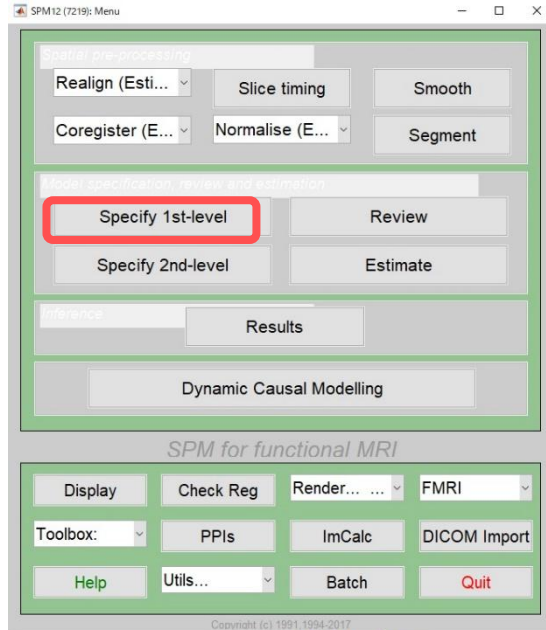 SPM12 (7219): Menu
Spatial pre-processing
Realign (Esti...
Slice timing
Smooth
Coregister (E...
Normalise (E...
Segment
Model specification, review and estimation
Specify 1st-level
Review
Specify 2nd-level
Estimate
Inference
Results
Dynamic Causal Modelling
SPM for functional MRI
Display
Check Reg
Render... ...
FMRI
Toolbox:
PPIs
ImCalc
DICOM Import
Help
Utils...
Batch
Quit
Copyright (c) 1991,1994-2017